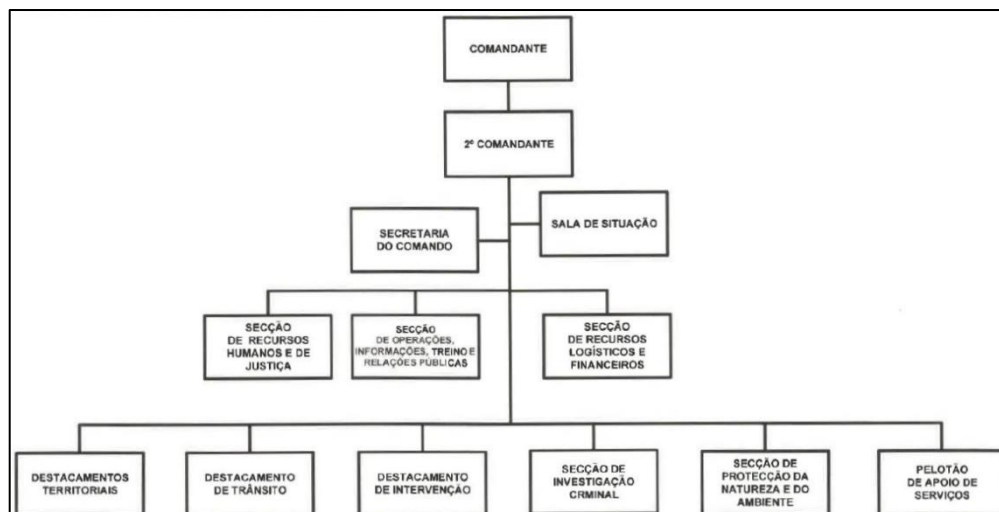 COMANDANTE
2º COMANDANTE
SALA DE SITUAÇÃO
SECRETARIA
DO COMANDO
SECÇÃO
DE RECURSOS
HUMANOS E DE
JUSTIÇA
SECÇÃO
DE OPERAÇÕES,
INFORMAÇÕES, TREINO E
RELAÇÕES PÚBLICAS
SECÇÃO
DE RECURSOS
LOGÍSTICOS E
FINANCEIROS
DESTACAMENTOS
TERRITORIAIS
DESTACAMENTO
DE TRÂNSITO
DESTACAMENTO
DE INTERVENÇÃO
SECÇÃO DE
INVESTIGAÇÃO
CRMINAL
SECÇÃO DE
PROTECÇÃO DA
NATUREZA E DO
AMBIENTE
PELOTÃO
DE APOIO DE
SERVIÇOS